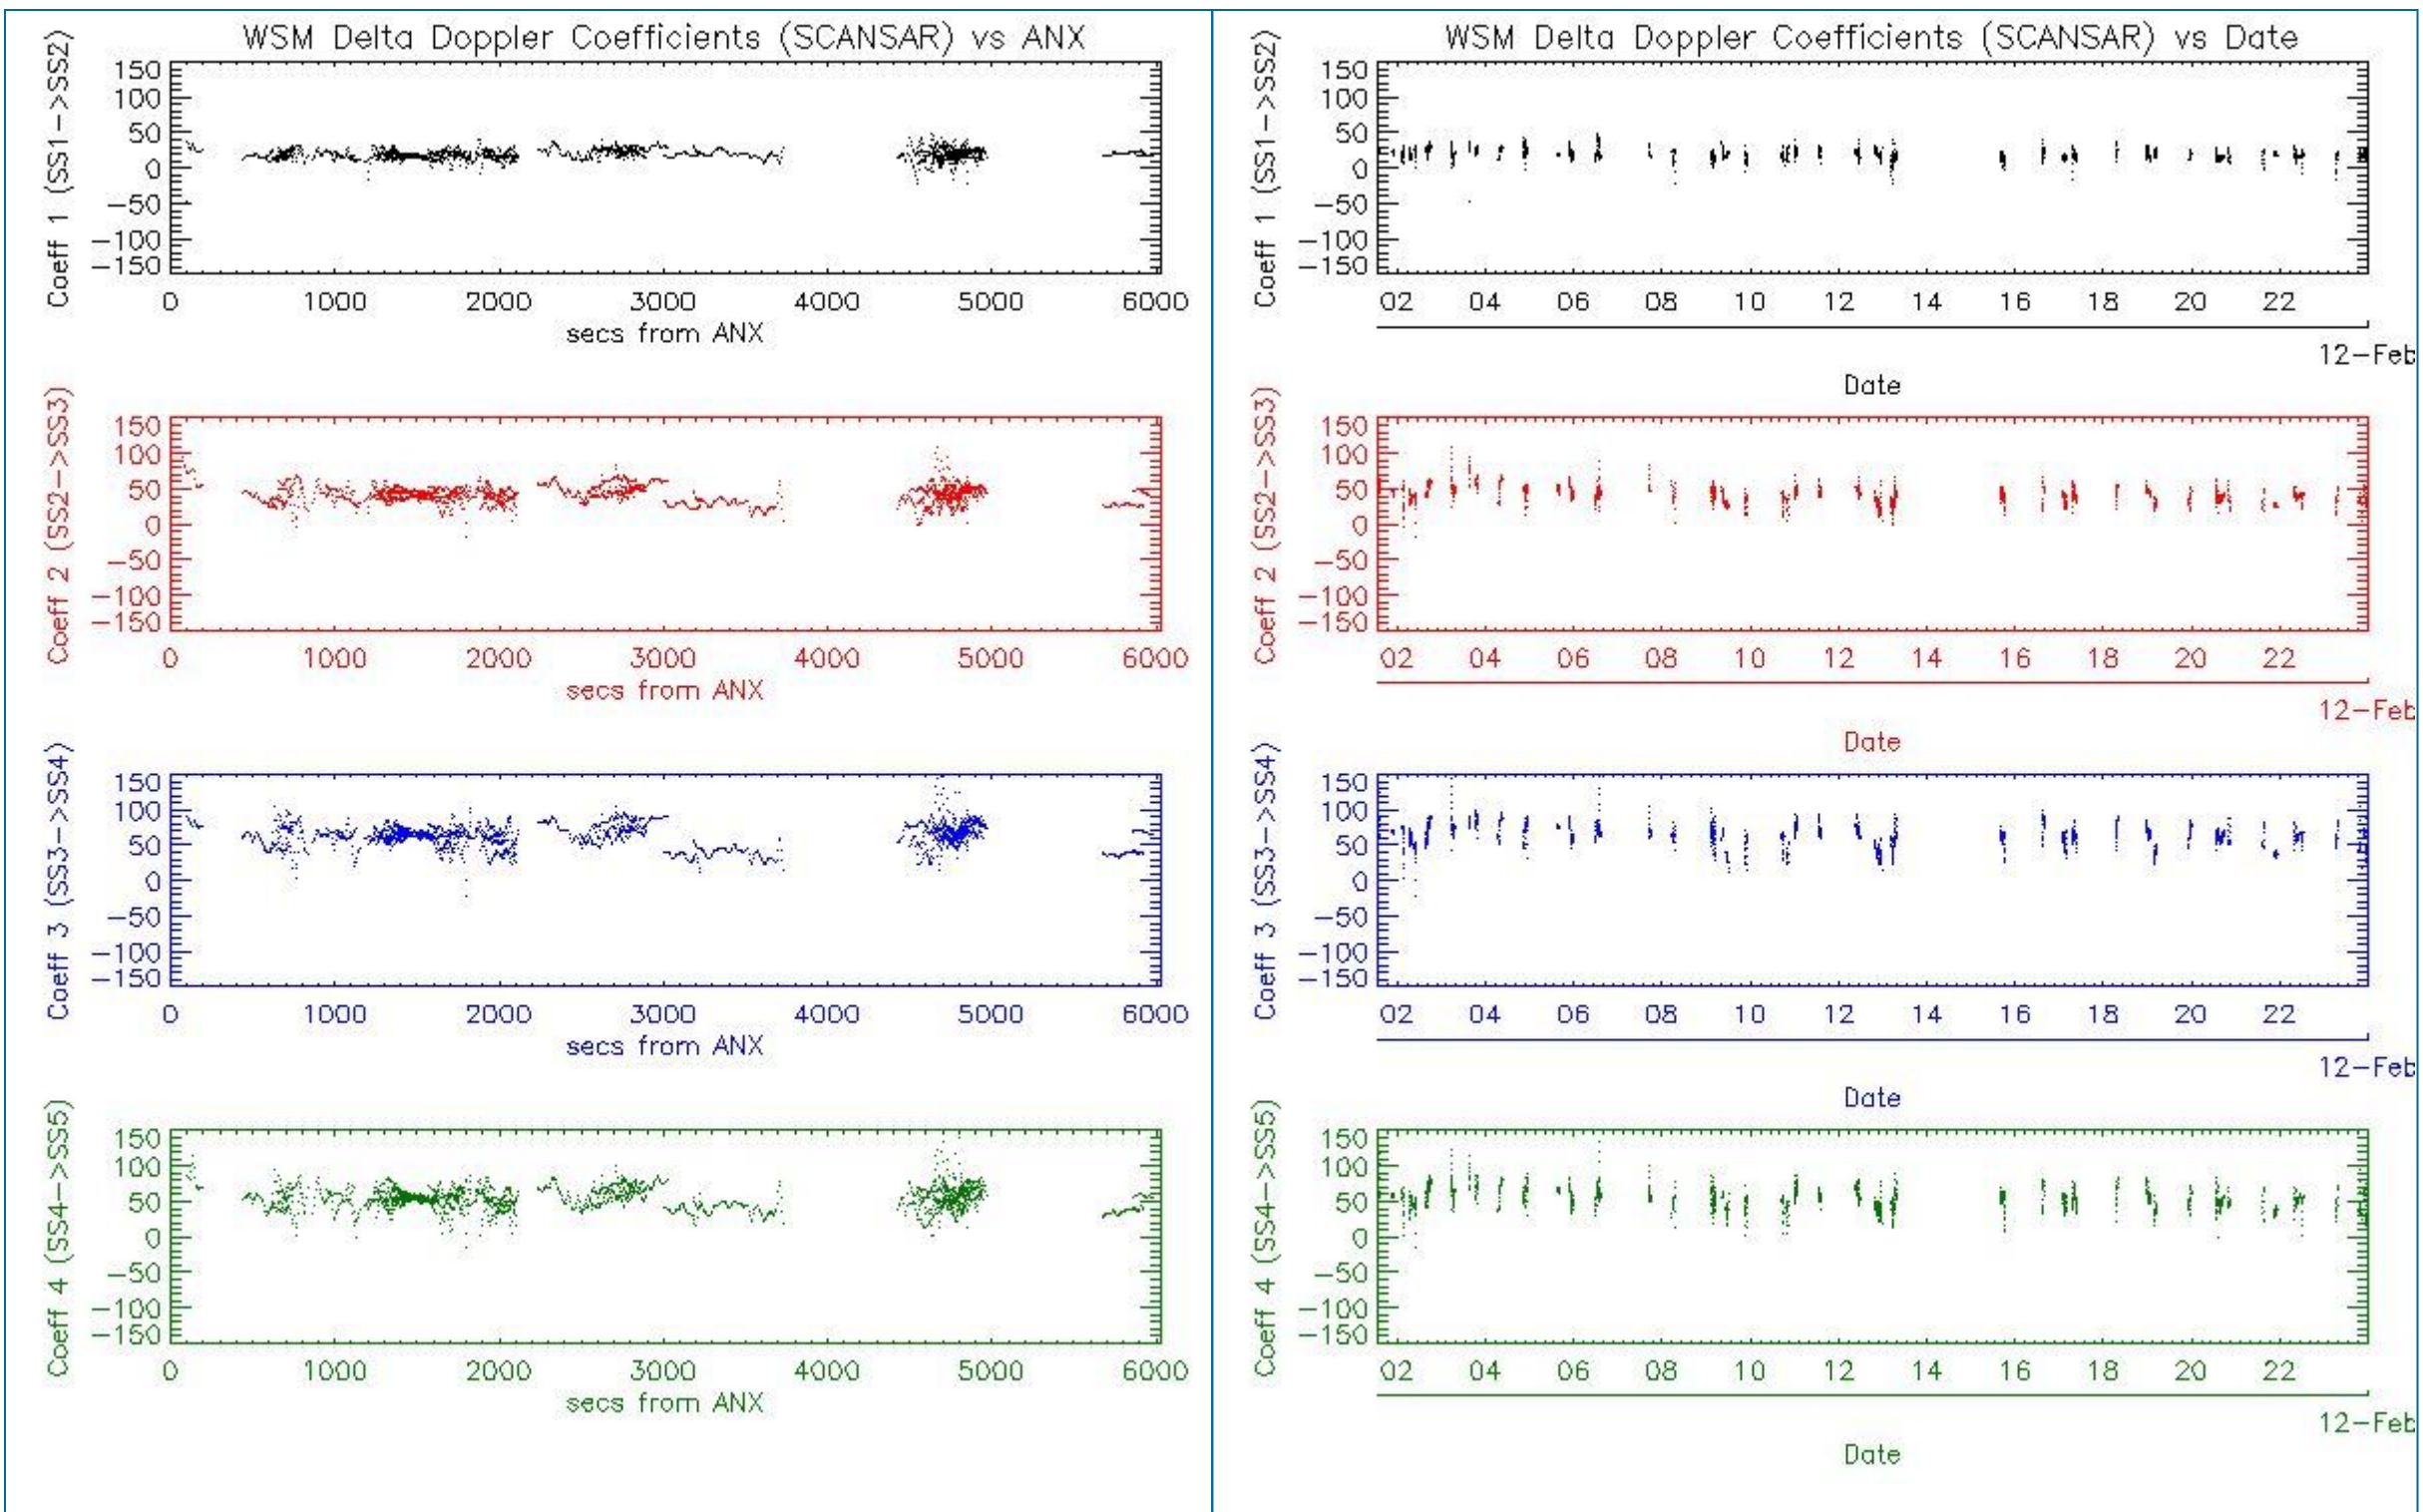 WSM Delta Doppler Coefficients (SCANSAR) vs ANX
Coeff 1 (SS1->SS2)
150
100
50
0
-50
-100
-150
0 1000 2000 3000 4000 5000 6000
secs from ANX
Coeff 2 (SS2->SS3)
150
100
50
0
-50
-100
-150
0 1000 2000 3000 4000 5000 6000
secs from ANX
Coeff 3 (SS3->SS4)
150
100
50
0
-50
-100
-150
0 1000 2000 3000 4000 5000 6000
secs from ANX
Coeff 4 (SS4->SS5)
150
100
50
0
-50
-100
-150
0 1000 2000 3000 4000 5000 6000
secs from ANX
WSM Delta Doppler Coefficients (SCANSAR) vs Date
Coeff 1 (SS1->SS2)
150
100
50
0
-50
-100
-150
02 04 06 08 10 12 14 16 18 20 22
12-Feb
Date
Coeff 2 (SS2->SS3)
150
100
50
0
-50
-100
-150
02 04 06 08 10 12 14 16 18 20 22
12-Feb
Date
Coeff 3 (SS3->SS4)
150
100
50
0
-50
-100
-150
02 04 06 08 10 12 14 16 18 20 22
12-Feb
Date
Coeff 4 (SS4->SS5)
150
100
50
0
-50
-100
-150
02 04 06 08 10 12 14 16 18 20 22
12-Feb
Date